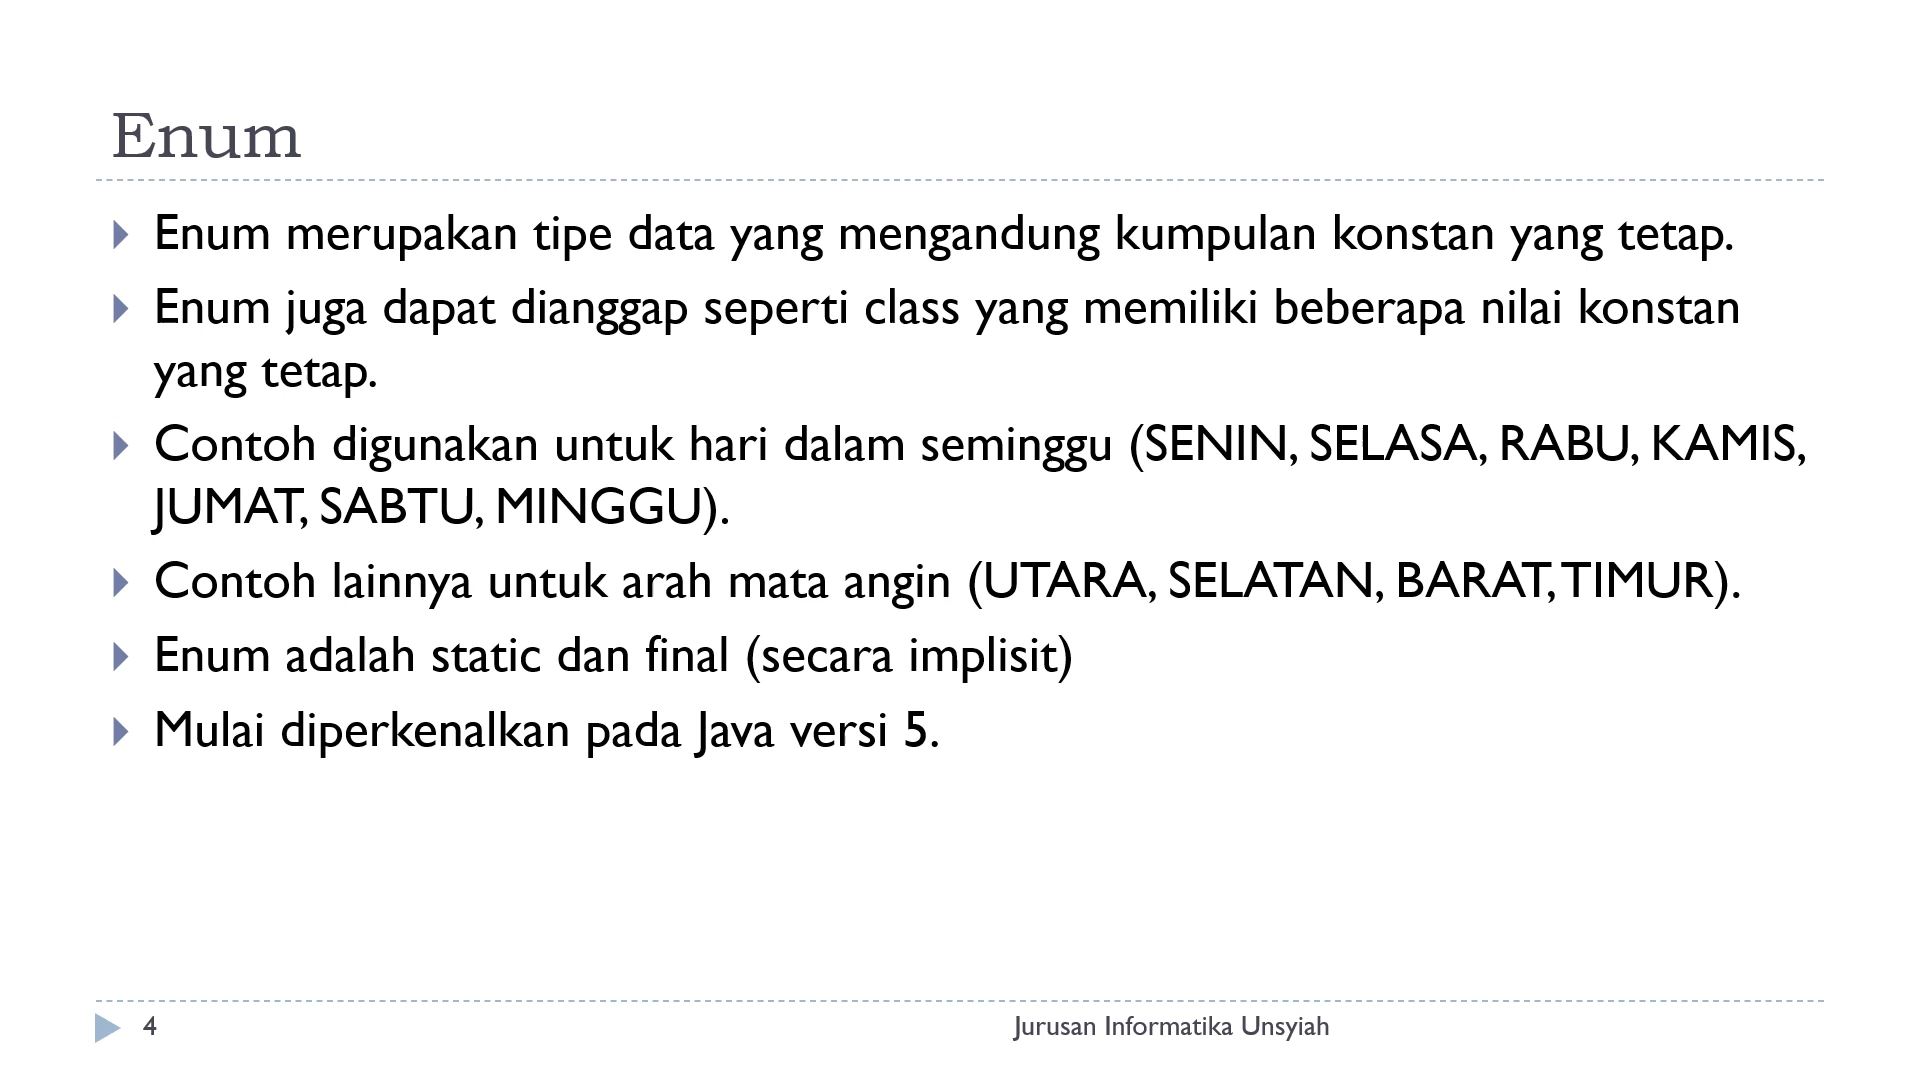 Enum
Enum merupakan tipe data yang mengandung kumpulan konstan yang tetap.
Enum juga dapat dianggap seperti class yang memiliki beberapa nilai konstan
yang tetap.
Contoh digunakan untuk hari dalam seminggu (SENIN, SELASA, RABU, KAMIS,
JUMAT, SABTU, MINGGU).
Contoh lainnya untuk arah mata angin (UTARA, SELATAN, BARAT, TIMUR).
Enum adalah static dan final (secara implisit)
Mulai diperkenalkan pada Java versi 5.
4
Jurusan Informatika Unsyiah